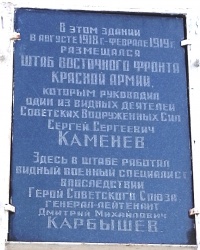 В этом здании
в августе 1918 г.-феврале 1919 г.
размещался
штаб Восточного фронта
Красной Армии,
которым руководил
один из видных деятелей
Советских Вооруженных Сил
Сергей Сергеевич
Каменев
Здесь в штабе работал
видный военный специалист
впоследствии
Герой Советского Союза
генерал-лейтенант
Дмитрий Михайлович
Карбышев